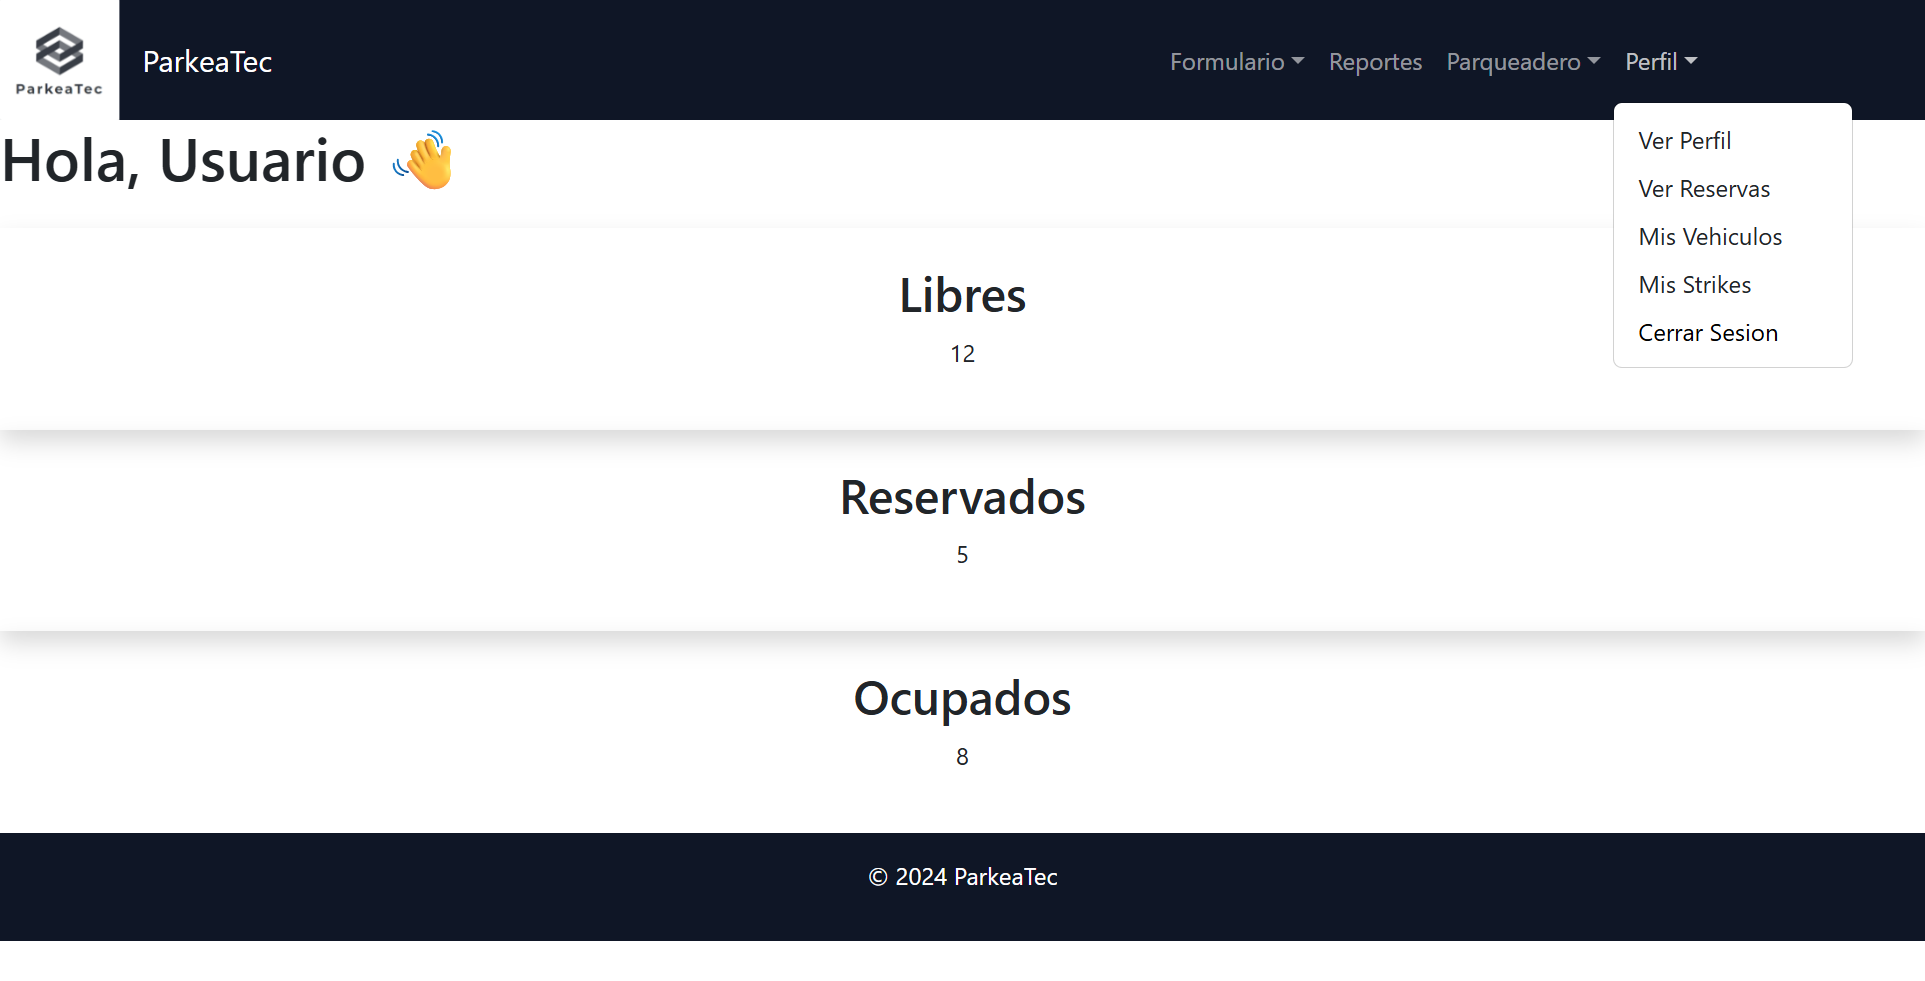 ParkeaTec
ParkeaTec
Formulario
Reportes
Parqueadero
Perfil
Ver Perfil
Ver Reservas
Mis Vehiculos
Mis Strikes
Cerrar Sesion
Hola, Usuario 👋
Libres
12
Reservados
5
Ocupados
8
© 2024 ParkeaTec